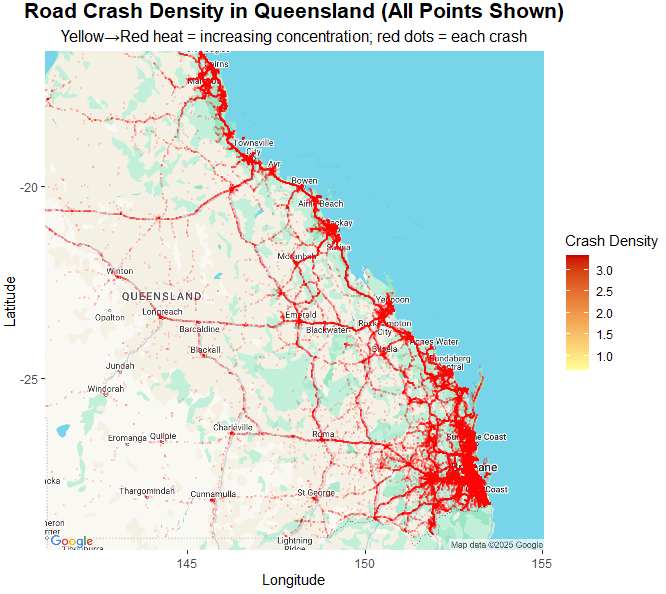 Road Crash Density in Queensland (All Points Shown)
Yellow→Red heat = increasing concentration; red dots = each crash
Townsville
City
Ayr
Bowen
Airlie Beach
Mackay
Sarina
Moranbah
Winton
QUEENSLAND
Yeppoon
Opalton
Longreach
Emerald
Rockhampton
City
Barcaldine
Blackwater
Agnes Water
Blackall
Biloela
Bundaberg
Central
Jundah
Windorah
Charleville
Roma
Sunshine Coast
Eromanga
Quilpie
Brisbane
Coast
Thargomindah
Cunnamulla
St George
Lightning
Ridge
Google
Map data ©2025 Google
-20
-25
145
150
155
Latitude
Longitude
Crash Density
3.0
2.5
2.0
1.5
1.0